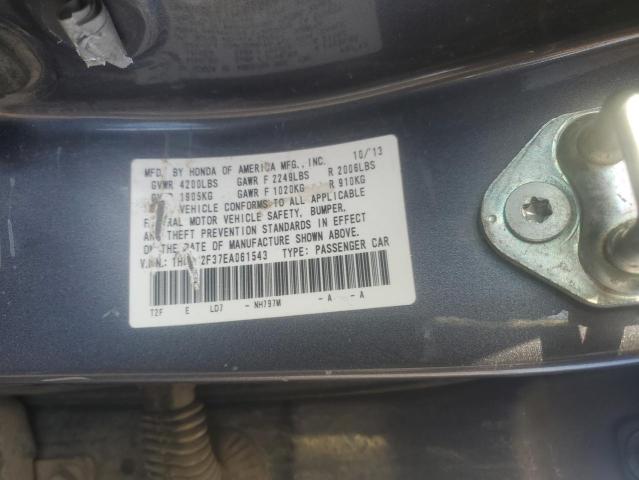 MFD. BY HONDA OF AMERICA MFG., INC. 10/13
GVWR 4200LBS GAWR F 2249LBS R 2006LBS
1905KG GAWR F 1020KG R 910KG
VEHICLE CONFORMS TO ALL APPLICABLE
MOTOR VEHICLE SAFETY, BUMPER,
AND THEFT PREVENTION STANDARDS IN EFFECT
THE DATE OF MANUFACTURE SHOWN ABOVE.
2F37EA061543 TYPE: PASSENGER CAR
T2F E LD7 - NH797M - A - A